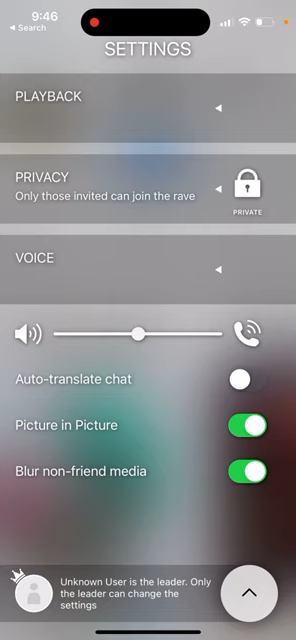 9:46
◀ Search
SETTINGS
PLAYBACK
PRIVACY
Only those invited can join the rave
PRIVATE
VOICE
Auto-translate chat
Picture in Picture
Blur non-friend media
Unknown User is the leader. Only
the leader can change the
settings